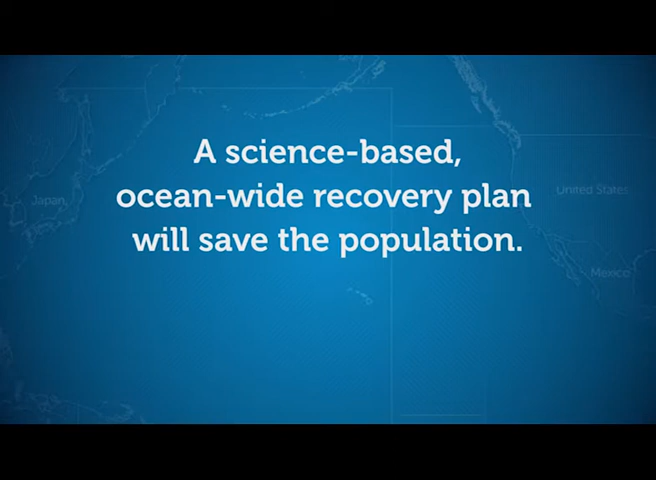 A science-based,
ocean-wide recovery plan
will save the population.
Japan
United States
Mexico